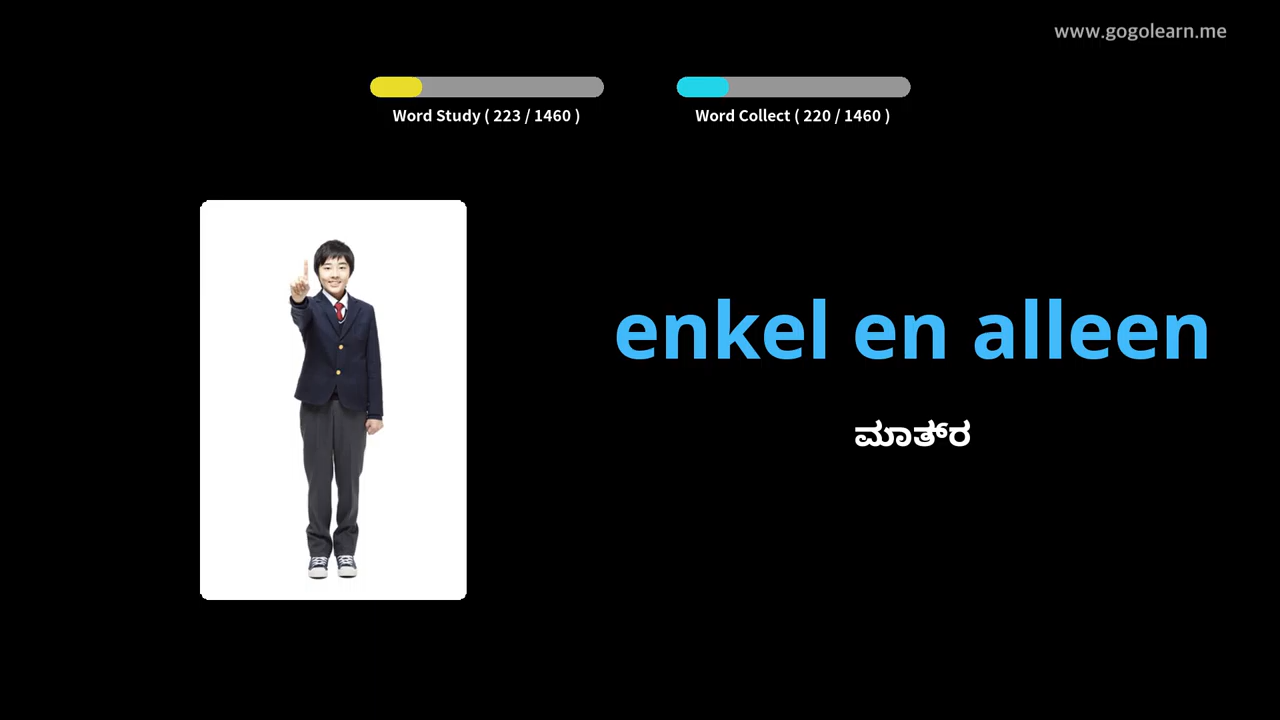 www.gogolearn.me
Word Study ( 223 / 1460 )
Word Collect ( 220 / 1460 )
enkel en alleen
ಮಾತ್ರ